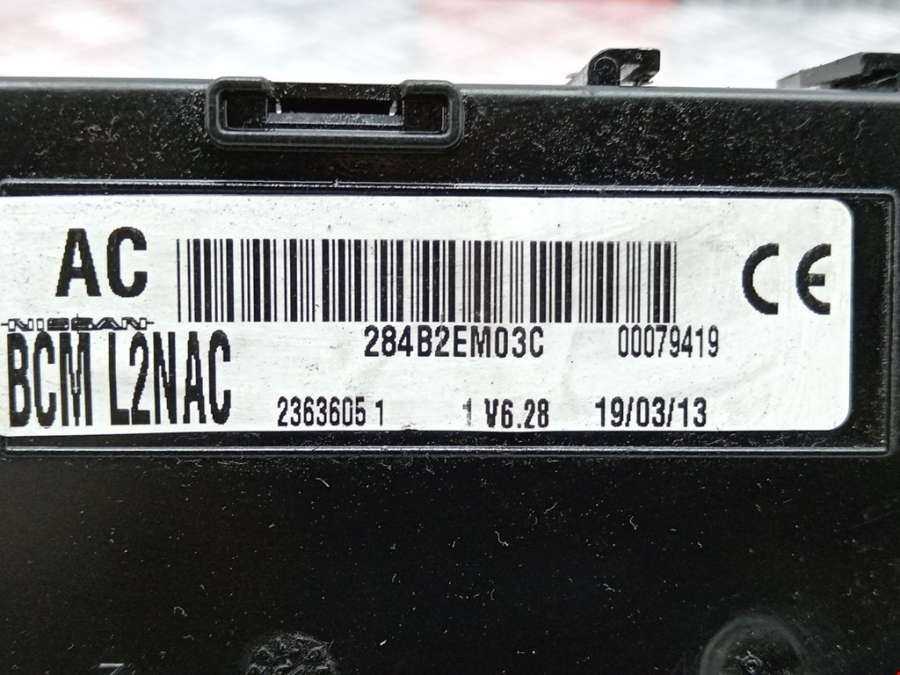 AC
CE
NISSAN
284B2EM03C 00079419
BCM L2NAC
2363605 1 1 V6.28 19/03/13